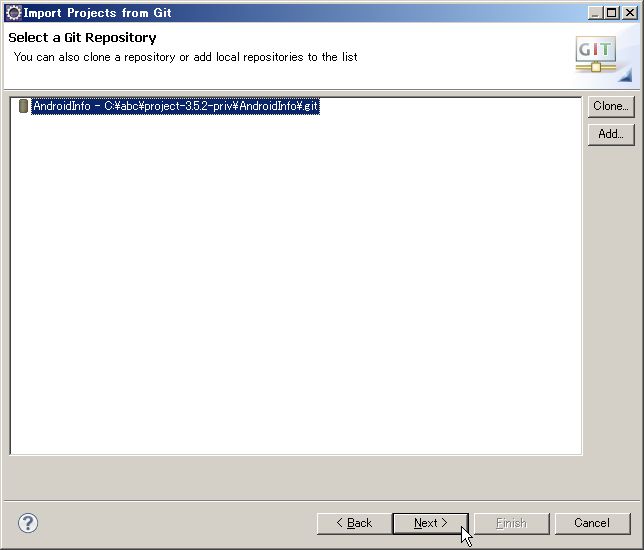 Import Projects from Git
Select a Git Repository
You can also clone a repository or add local repositories to the list
GIT
AndroidInfo - C:¥abc¥project-3.5.2-priv¥AndroidInfo¥.git
Clone...
Add...
?
< Back
Next >
Finish
Cancel